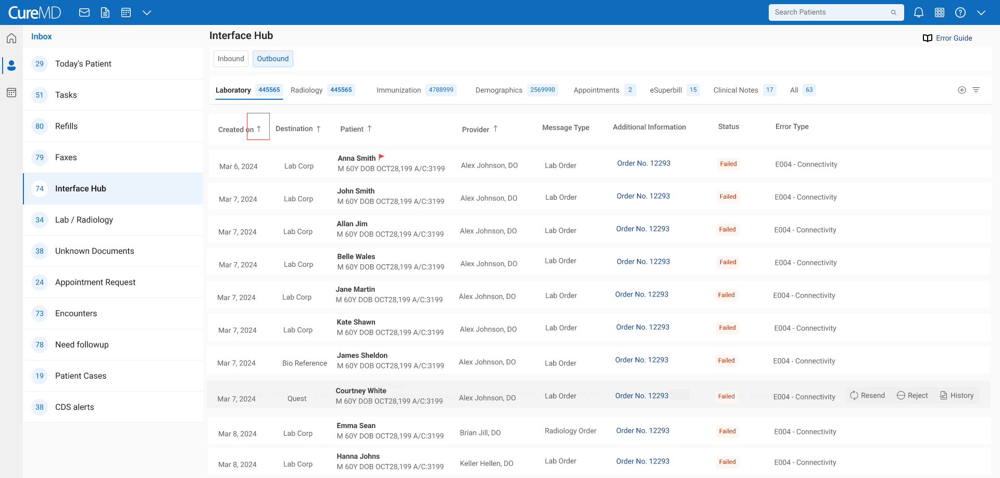 CureMD
Search Patients
Inbox
29 Today's Patient
51 Tasks
80 Refills
79 Faxes
74 Interface Hub
34 Lab / Radiology
38 Unknown Documents
24 Appointment Request
73 Encounters
78 Need followup
19 Patient Cases
38 CDS alerts
Interface Hub
Error Guide
Inbound Outbound
Laboratory 445565 Radiology 445565 Immunization 4788999 Demographics 2569990 Appointments 2 eSuperbill 15 Clinical Notes 17 All 63
Created on ↑ Destination ↑ Patient ↑ Provider ↑ Message Type Additional Information Status Error Type
Anna Smith
Mar 6, 2024 Lab Corp M 60Y DOB OCT28,199 A/C:3199 Alex Johnson, DO Lab Order Order No. 12293 Failed E004 - Connectivity
John Smith
Mar 7, 2024 Lab Corp M 60Y DOB OCT28,199 A/C:3199 Alex Johnson, DO Lab Order Order No. 12293 Failed E004 - Connectivity
Allan Jim
Mar 7, 2024 Lab Corp M 60Y DOB OCT28,199 A/C:3199 Alex Johnson, DO Lab Order Order No. 12293 Failed E004 - Connectivity
Belle Wales
Mar 7, 2024 Lab Corp M 60Y DOB OCT28,199 A/C:3199 Alex Johnson, DO Lab Order Order No. 12293 Failed E004 - Connectivity
Jane Martin
Mar 7, 2024 Lab Corp M 60Y DOB OCT28,199 A/C:3199 Alex Johnson, DO Lab Order Order No. 12293 Failed E004 - Connectivity
Kate Shawn
Mar 7, 2024 Lab Corp M 60Y DOB OCT28,199 A/C:3199 Alex Johnson, DO Lab Order Order No. 12293 Failed E004 - Connectivity
James Sheldon
Mar 7, 2024 Bio Reference M 60Y DOB OCT28,199 A/C:3199 Alex Johnson, DO Lab Order Order No. 12293 Failed E004 - Connectivity
Courtney White
Mar 7, 2024 Quest M 60Y DOB OCT28,199 A/C:3199 Alex Johnson, DO Lab Order Order No. 12293 Failed E004 - Connectivity Resend Reject History
Emma Sean
Mar 8, 2024 Lab Corp M 60Y DOB OCT28,199 A/C:3199 Brian Jill, DO Radiology Order Order No. 12293 Failed E004 - Connectivity
Hanna Johns
Mar 8, 2024 Lab Corp M 60Y DOB OCT28,199 A/C:3199 Keller Hellen, DO Lab Order Order No. 12293 Failed E004 - Connectivity